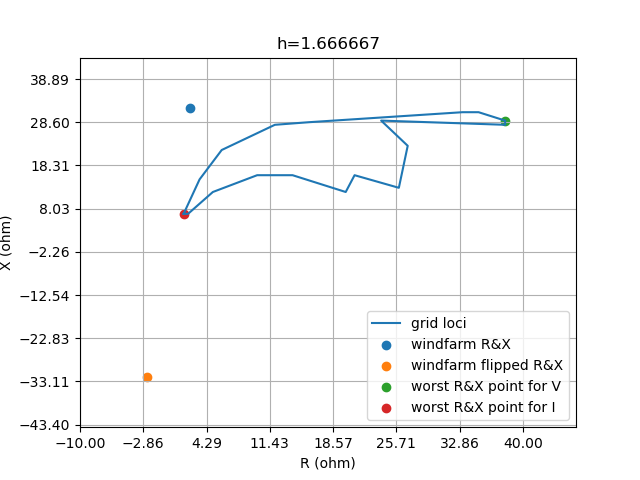 h=1.666667
38.89
28.60
18.31
8.03
−2.26
−12.54
−22.83
−33.11
−43.40
X (ohm)
grid loci
windfarm R&X
windfarm flipped R&X
worst R&X point for V
worst R&X point for I
−10.00 −2.86 4.29 11.43 18.57 25.71 32.86 40.00
R (ohm)